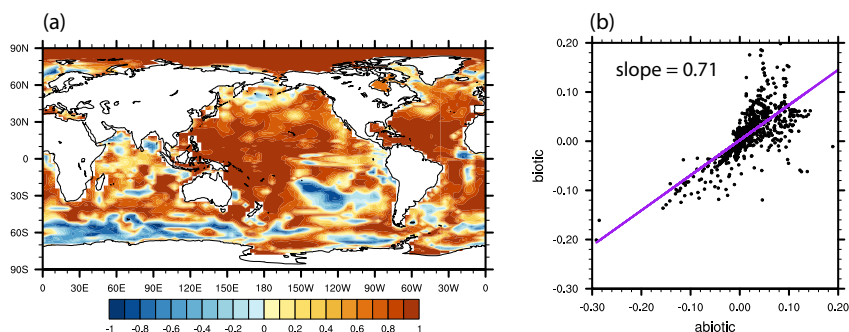 (a)
90N
60N
30N
0
30S
60S
90S
0 30E 60E 90E 120E 150E 180 150W 120W 90W 60W 30W 0
-1 -0.8 -0.6 -0.4 -0.2 0 0.2 0.4 0.6 0.8 1
(b)
slope = 0.71
biotic
0.20
0.10
0.00
-0.10
-0.20
-0.30
-0.30 -0.20 -0.10 0.00 0.10 0.20
abiotic